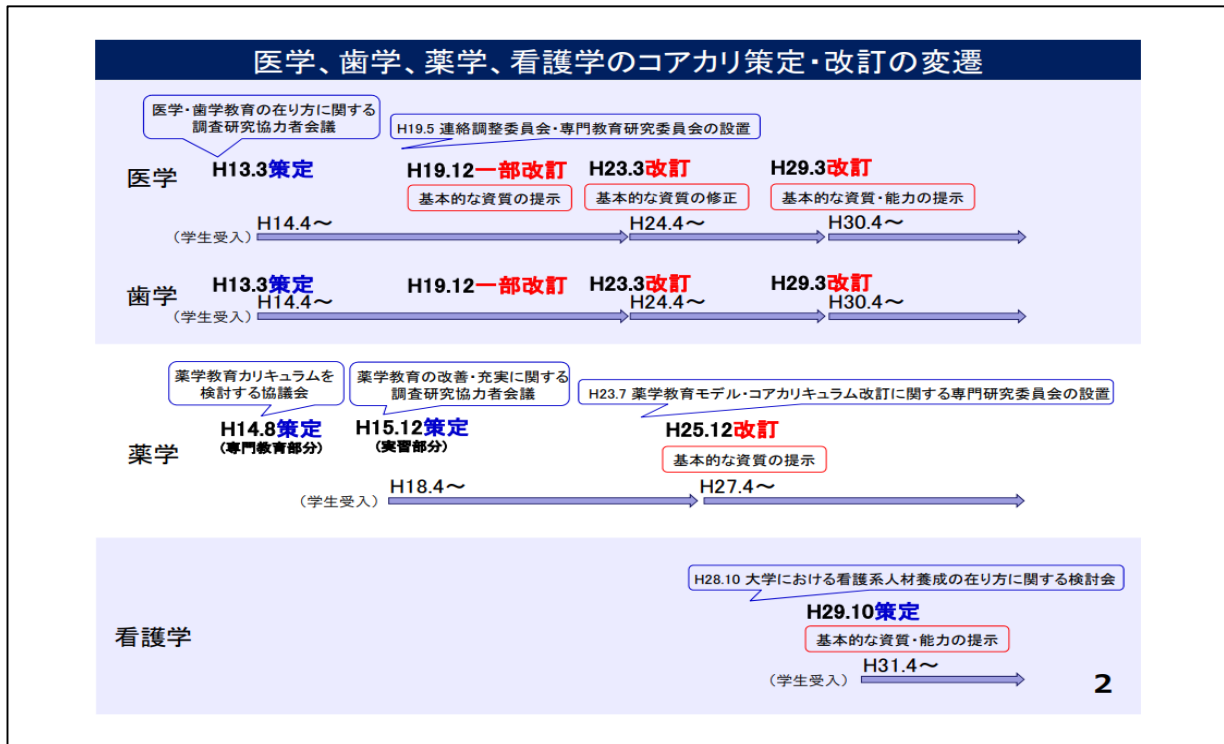 医学、歯学、薬学、看護学のコアカリ策定・改訂の変遷
医学・歯学教育の在り方に関する
調査研究協力者会議
H19.5 連絡調整委員会・専門教育研究委員会の設置
医学
H13.3策定
H19.12一部改訂
H23.3改訂
H29.3改訂
基本的な資質の提示
基本的な資質の修正
基本的な資質・能力の提示
（学生受入）
H14.4～
H24.4～
H30.4～
歯学
H13.3策定
H19.12一部改訂
H23.3改訂
H29.3改訂
（学生受入）
H14.4～
H24.4～
H30.4～
薬学教育カリキュラムを
検討する協議会
薬学教育の改善・充実に関する
調査研究協力者会議
H23.7 薬学教育モデル・コアカリキュラム改訂に関する専門研究委員会の設置
薬学
H14.8策定
（専門教育部分）
H15.12策定
（実習部分）
H25.12改訂
基本的な資質の提示
（学生受入）
H18.4～
H27.4～
H28.10 大学における看護系人材養成の在り方に関する検討会
看護学
H29.10策定
基本的な資質・能力の提示
（学生受入）
H31.4～
2